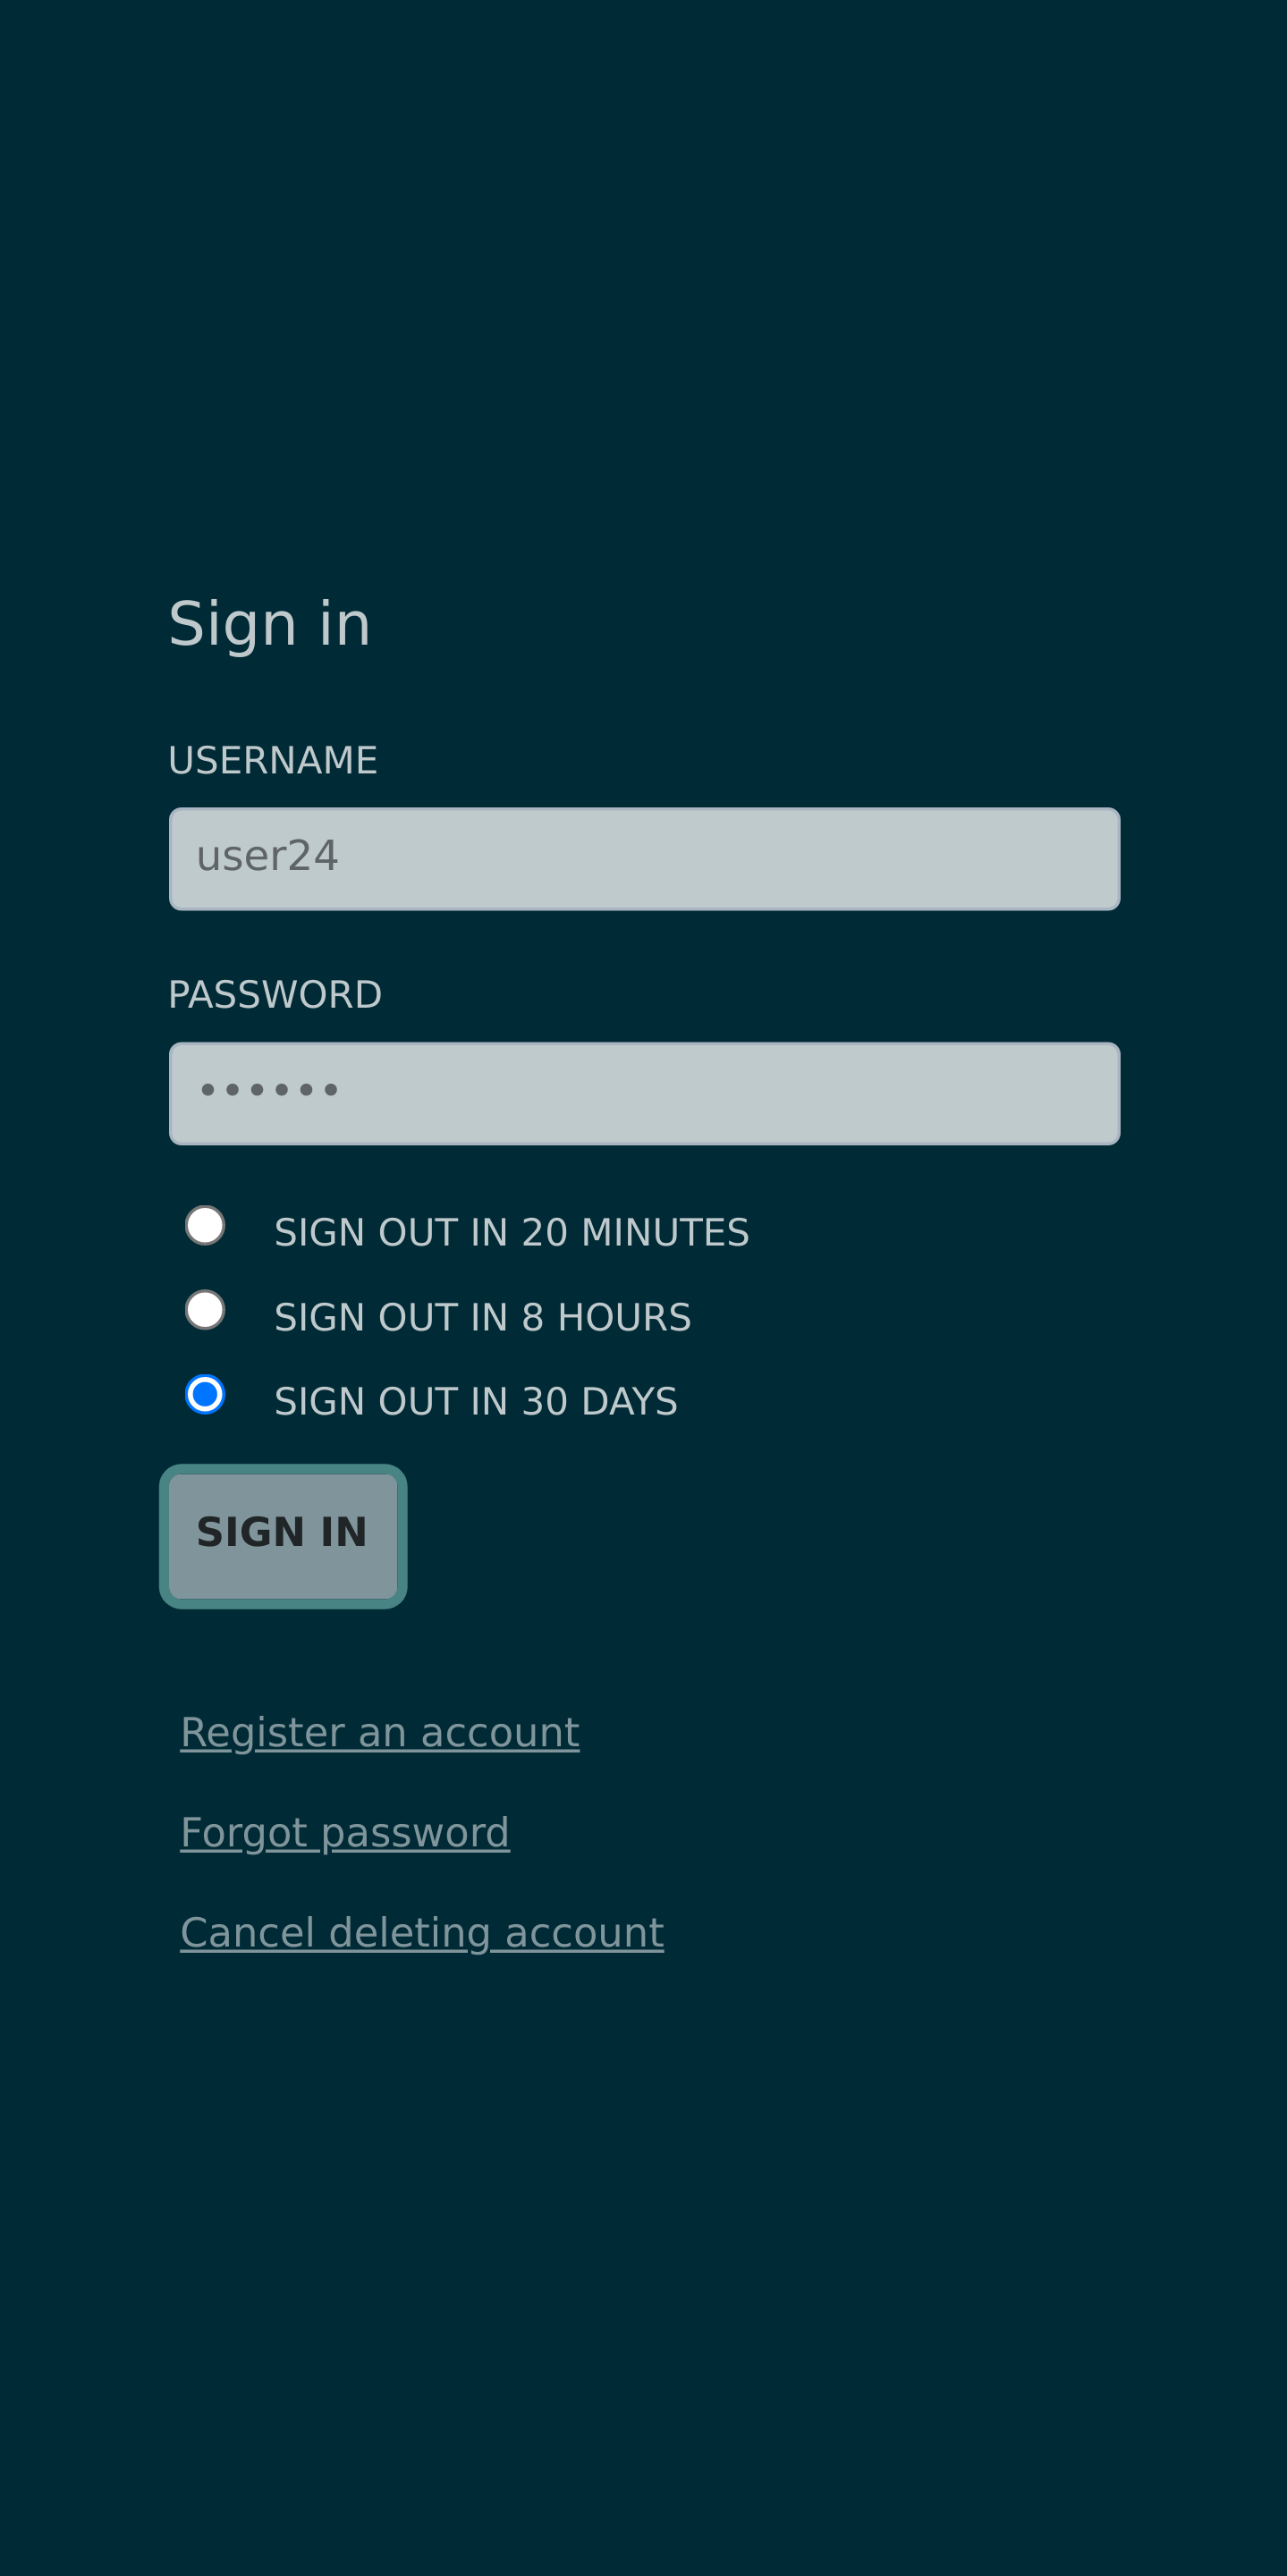 Sign in
USERNAME
user24
PASSWORD
••••••
SIGN OUT IN 20 MINUTES
SIGN OUT IN 8 HOURS
SIGN OUT IN 30 DAYS
SIGN IN
Register an account
Forgot password
Cancel deleting account